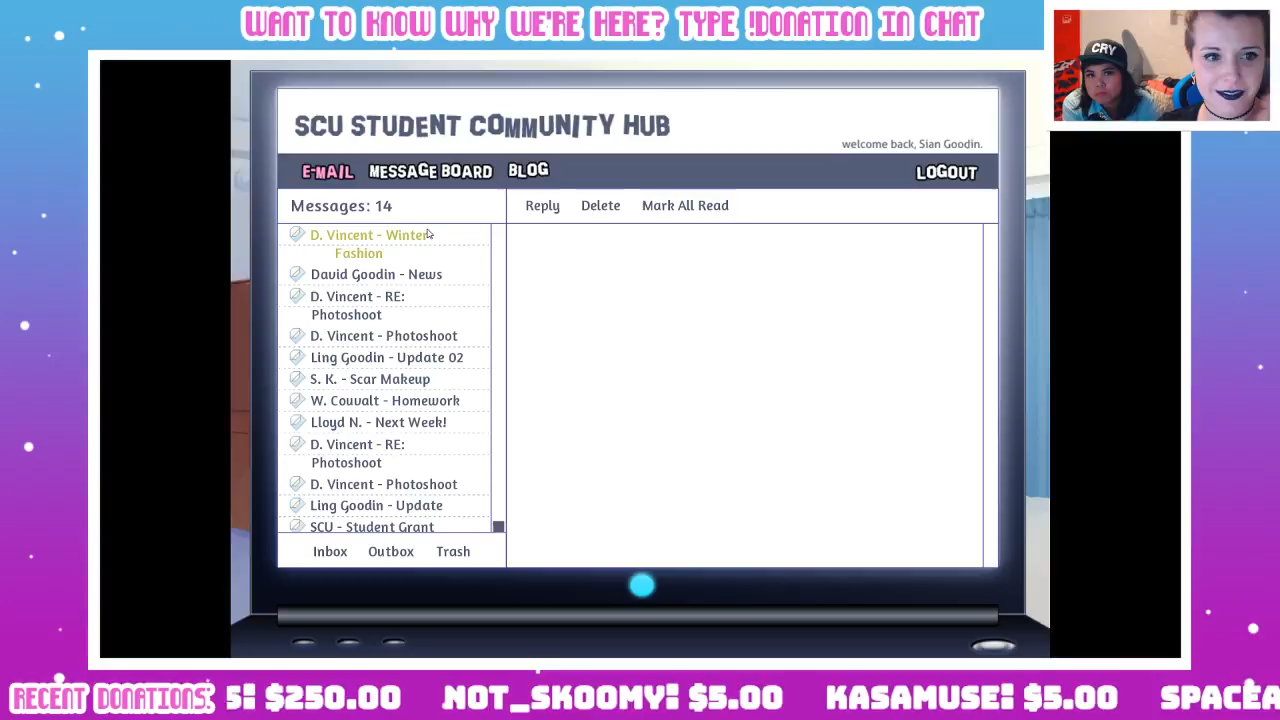 WANT TO KNOW WHY WE'RE HERE? TYPE !DONATION IN CHAT
CRY
SCU STUDENT COMMUNITY HUB
welcome back, Sian Goodin.
E-MAIL MESSAGE BOARD BLOG LOGOUT
Messages: 14 Reply Delete Mark All Read
D. Vincent - Winter
Fashion
David Goodin - News
D. Vincent - RE:
Photoshoot
D. Vincent - Photoshoot
Ling Goodin - Update 02
S. K. - Scar Makeup
W. Couvalt - Homework
Lloyd N. - Next Week!
D. Vincent - RE:
Photoshoot
D. Vincent - Photoshoot
Ling Goodin - Update
SCU - Student Grant
Inbox Outbox Trash
RECENT DONATIONS: 5: $250.00 NOT_SKOOMY: $5.00 KASAMUSE: $5.00 SPACEA